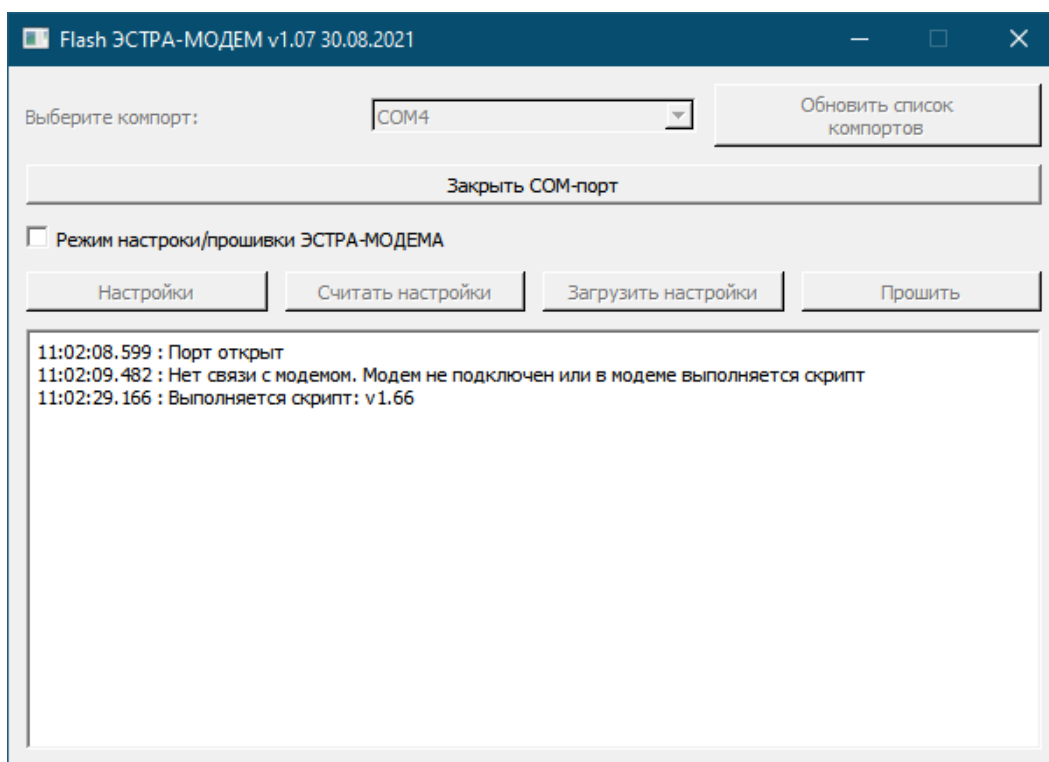 Flash ЭСТРА-МОДЕМ v1.07 30.08.2021
Выберите компорт:
COM4
Обновить список
компортов
Закрыть COM-порт
Режим настроки/прошивки ЭСТРА-МОДЕМА
Настройки
Считать настройки
Загрузить настройки
Прошить
11:02:08.599 : Порт открыт
11:02:09.482 : Нет связи с модемом. Модем не подключен или в модеме выполняется скрипт
11:02:29.166 : Выполняется скрипт: v1.66